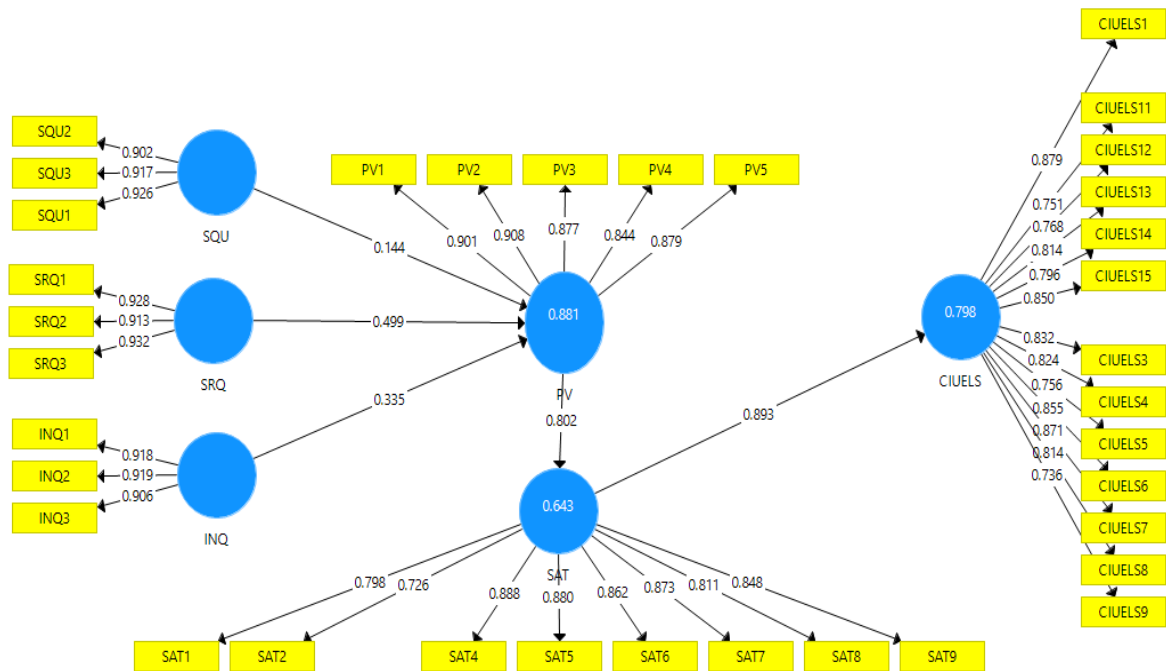 CIUELS1
SQU2
SQU3
SQU1
0.902
0.917
0.926
SQU
PV1
PV2
PV3
PV4
PV5
0.901
0.908
0.877
0.844
0.879
0.144
SRQ1
SRQ2
SRQ3
0.928
0.913
0.932
SRQ
0.499
0.881
PV
INQ1
INQ2
INQ3
0.918
0.919
0.906
INQ
0.335
0.802
0.643
SAT
0.893
0.798
0.726
0.888
0.880
0.862
0.873
0.811
0.848
SAT1
SAT2
SAT4
SAT5
SAT6
SAT7
SAT8
SAT9
0.798
CIUELS
0.879
0.751
0.768
0.814
0.796
0.850
0.832
0.824
0.756
0.855
0.871
0.814
0.736
CIUELS11
CIUELS12
CIUELS13
CIUELS14
CIUELS15
CIUELS3
CIUELS4
CIUELS5
CIUELS6
CIUELS7
CIUELS8
CIUELS9